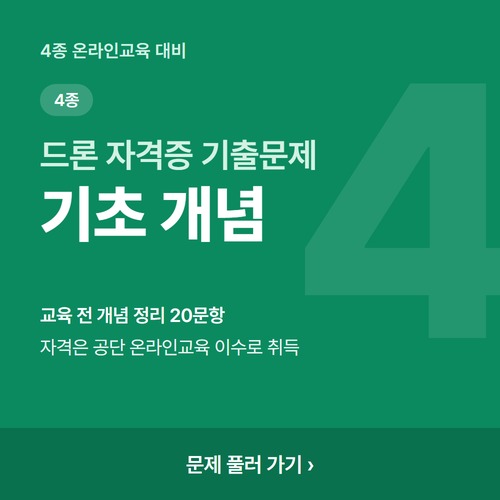 4종 온라인교육 대비
4종
드론 자격증 기출문제
기초 개념
4
교육 전 개념 정리 20문항
자격은 공단 온라인교육 이수로 취득
문제 풀러 가기 ›